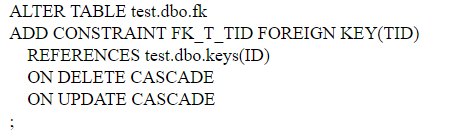 ALTER TABLE test.dbo.fk
ADD CONSTRAINT FK_T_TID FOREIGN KEY(TID)
REFERENCES test.dbo.keys(ID)
ON DELETE CASCADE
ON UPDATE CASCADE
;